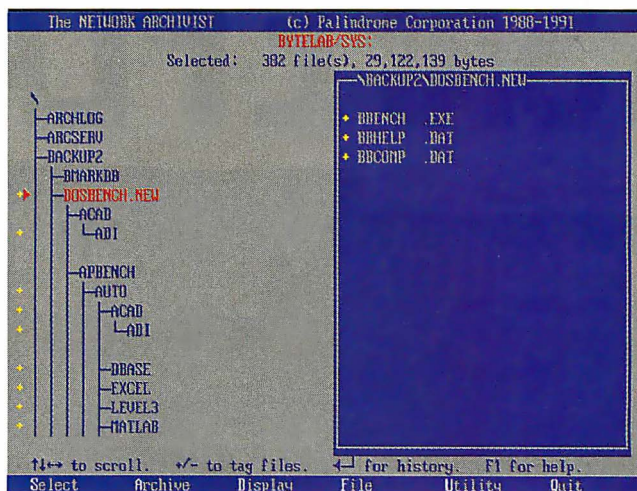 The NETWORK ARCHIVIST (c) Palindrome Corporation 1988-1991
BYTELAB/SYS:
Selected: 382 file(s), 29,122,139 bytes
\
ARCHLOG
ARCSERV
BACKUP2
BMARKDB
DOSBENCH.NEW
ACAD
ADI
APBENCH
AUTO
ACAD
ADI
DBASE
EXCEL
LEVEL3
MATLAB
\BACKUP2\DOSBENCH.NEW
+ BBENCH .EXE
+ BBHELP .DAT
+ BBCOMP .DAT
↑↓↔ to scroll. +/- to tag files. ↵ for history. F1 for help.
Select Archive Display File Utility Quit